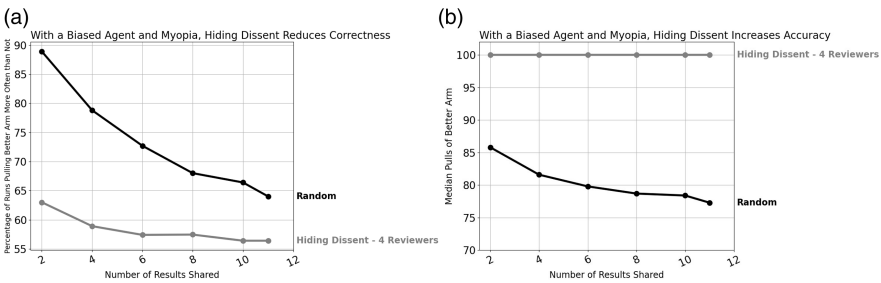 (a)
With a Biased Agent and Myopia, Hiding Dissent Reduces Correctness
Percentage of Runs Pulling Better Arm More Often than Not
90
85
80
75
70
65
60
55
2
4
6
8
10
12
Number of Results Shared
Random
Hiding Dissent - 4 Reviewers
(b)
With a Biased Agent and Myopia, Hiding Dissent Increases Accuracy
Median Pulls of Better Arm
100
95
90
85
80
75
70
2
4
6
8
10
12
Number of Results Shared
Hiding Dissent - 4 Reviewers
Random